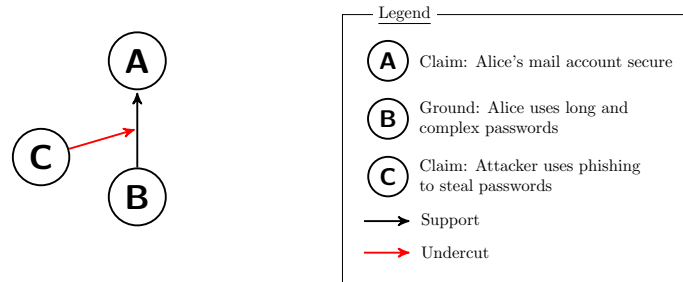 Legend
A
A Claim: Alice's mail account secure
B Ground: Alice uses long and
complex passwords
C
C Claim: Attacker uses phishing
to steal passwords
B
Support
Undercut